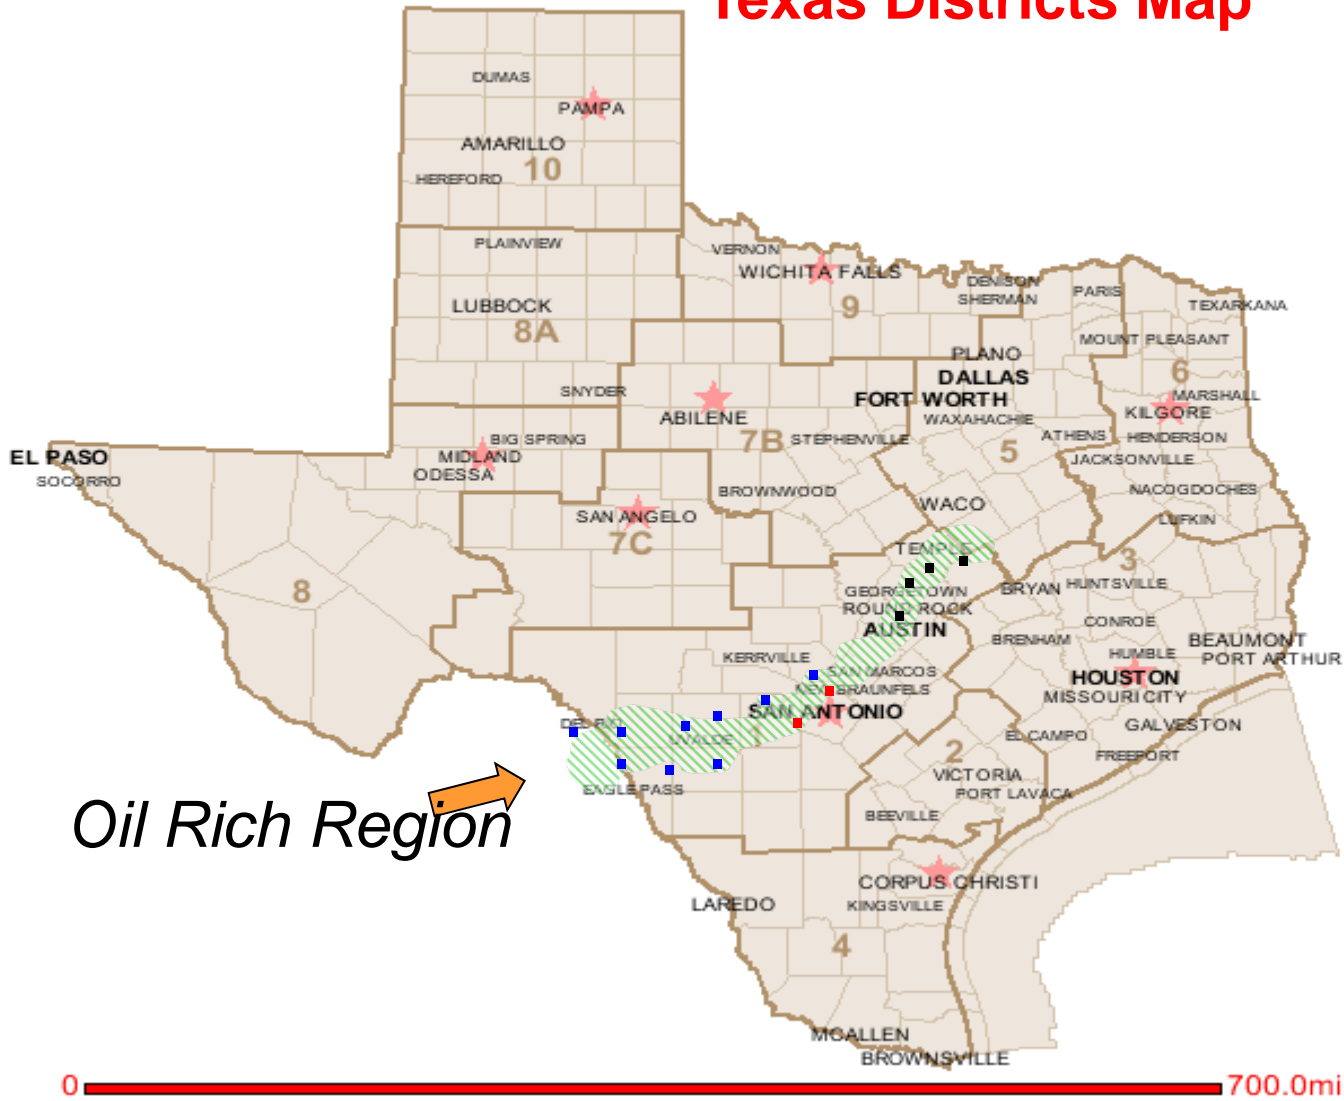 Texas Districts Map
DUMAS
PAMPA
AMARILLO
10
HEREFORD
PLAINVIEW
VERNON
WICHITA FALLS
DENISON
SHERMAN
PARIS
TEXARKANA
LUBBOCK
8A
9
MOUNT PLEASANT
PLANO
DALLAS
6
SNYDER
FORT WORTH
MARSHALL
KILGORE
ABILENE
WAXAHACHIE
BIG SPRING
7B
STEPHENVILLE
ATHENS
HENDERSON
EL PASO
MIDLAND
5
JACKSONVILLE
SOCORRO
ODESSA
BROWNWOOD
NACOGDOCHES
WACO
SAN ANGELO
LUFKIN
7C
TEMPLE
3
8
GEORGETOWN
BRYAN
HUNTSVILLE
ROUND ROCK
AUSTIN
CONROE
BRENHAM
BEAUMONT
KERRVILLE
HUMBLE
PORT ARTHUR
SAN MARCOS
HOUSTON
NEW BRAUNFELS
MISSOURI CITY
SAN ANTONIO
DEL RIO
GALVESTON
UVALDE
1
EL CAMPO
2
FREEPORT
VICTORIA
EAGLE PASS
PORT LAVACA
Oil Rich Region
BEEVILLE
CORPUS CHRISTI
LAREDO
KINGSVILLE
4
MCALLEN
BROWNSVILLE
0 700.0mi